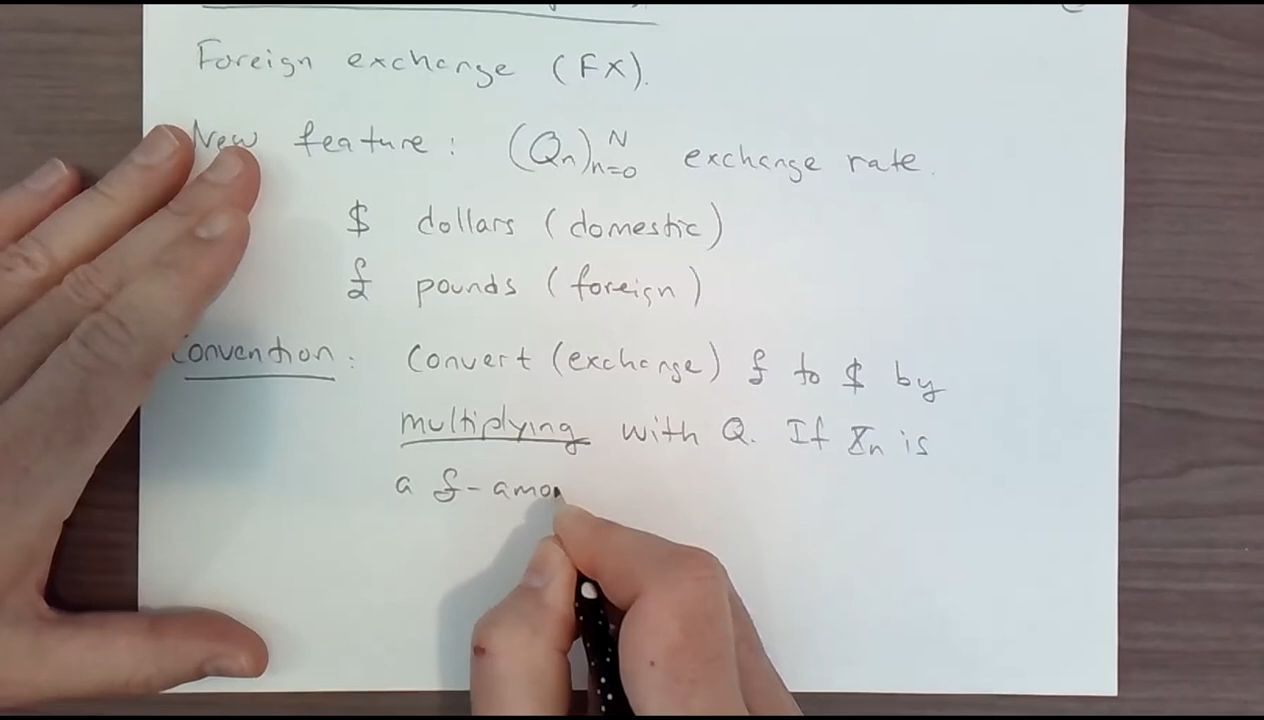 Foreign exchange (FX).
New feature: (Qn)ᴺn=0 exchange rate.
$ dollars (domestic)
£ pounds (foreign)
Convention: Convert (exchange) £ to $ by
multiplying with Q. If Xn is
a £-amo